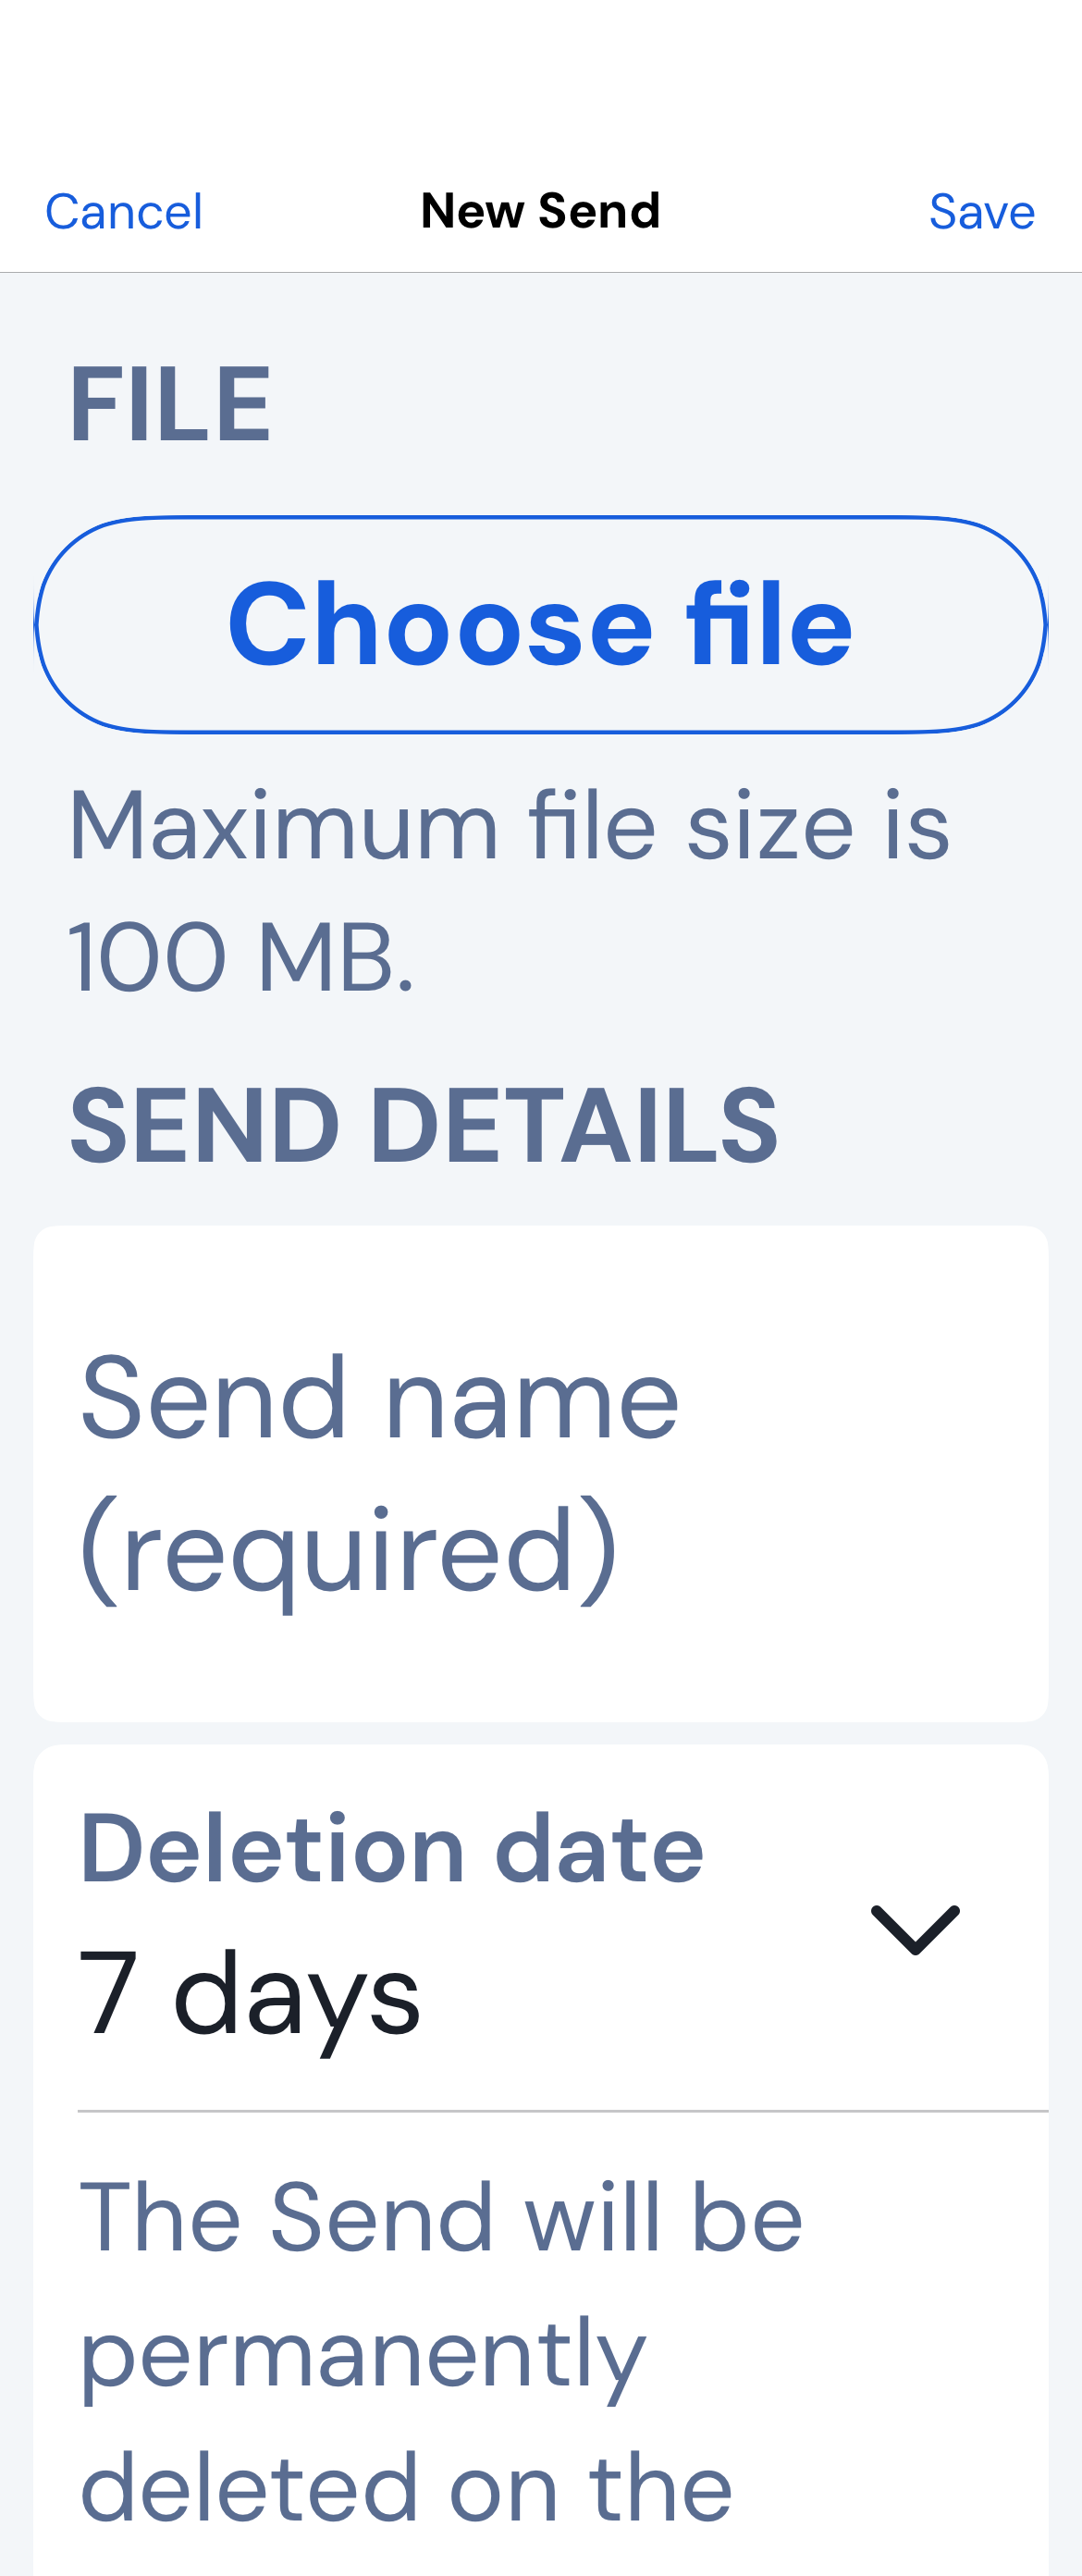 Cancel New Send Save
FILE
Choose file
Maximum file size is
100 MB.
SEND DETAILS
Send name
(required)
Deletion date
7 days
The Send will be
permanently
deleted on the